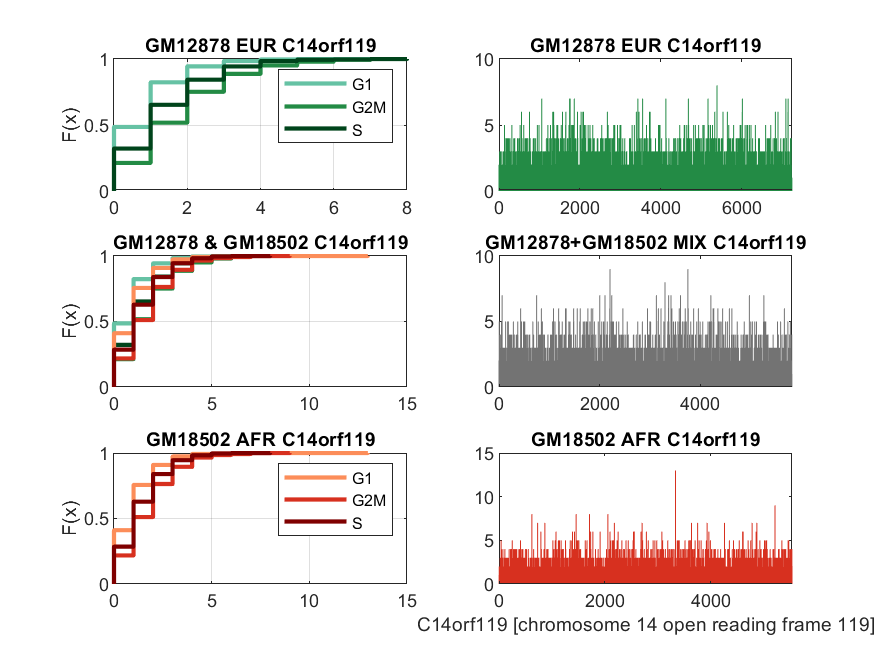 GM12878 EUR C14orf119
F(x)
1
0.5
0
0 2 4 6 8
G1
G2M
S
GM12878 EUR C14orf119
10
5
0
0 2000 4000 6000
GM12878 & GM18502 C14orf119
F(x)
1
0.5
0
0 5 10 15
GM12878+GM18502 MIX C14orf119
10
5
0
0 2000 4000
GM18502 AFR C14orf119
F(x)
1
0.5
0
0 5 10 15
G1
G2M
S
GM18502 AFR C14orf119
15
10
5
0
0 2000 4000
C14orf119 [chromosome 14 open reading frame 119]